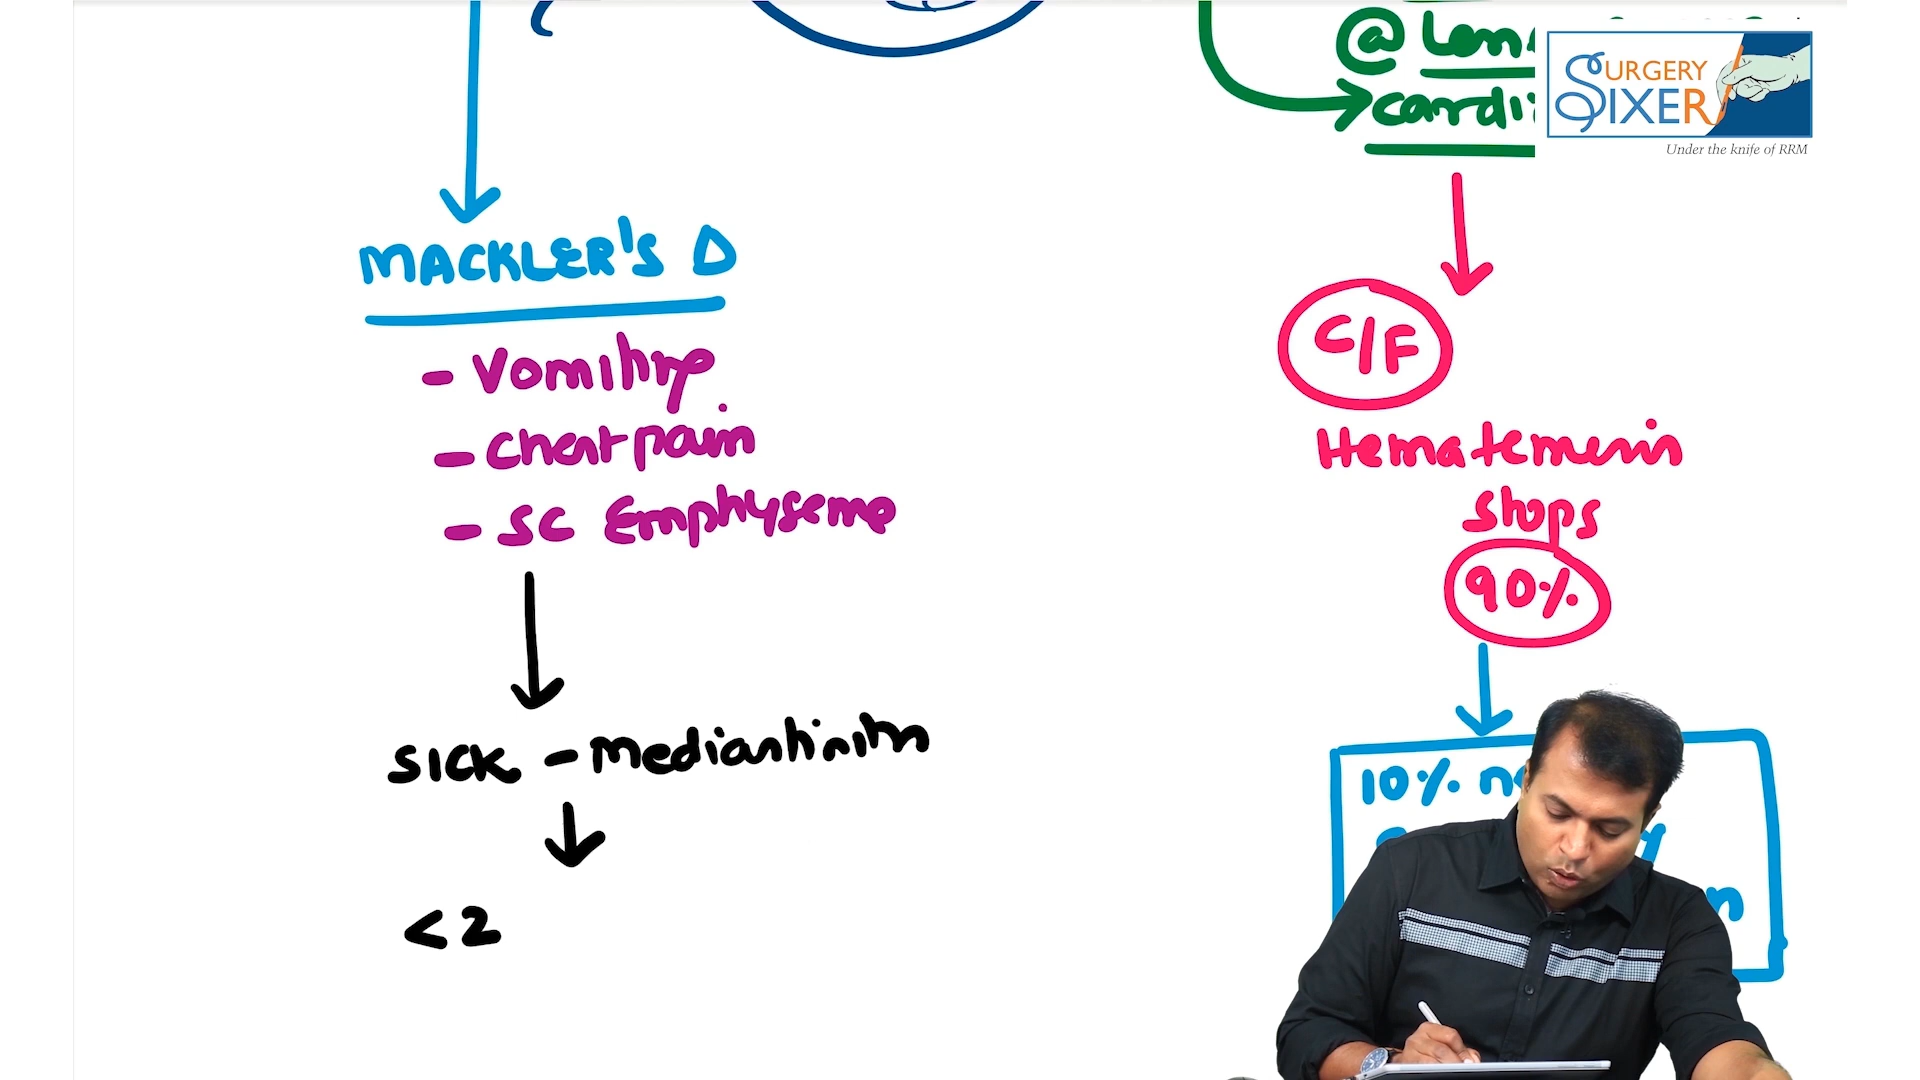 MACKLER'S Δ
- Vomiting
- Chest pain
- SC Emphysema
SICK - mediastinitis
<2
@
cardi
C/F
Hematemesis
stops
90%
10%
SURGERY
SIXER
Under the knife of RRM